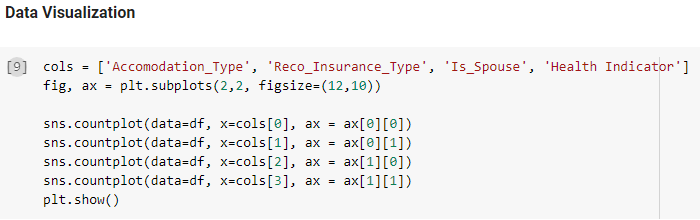 Data Visualization
[9] cols = ['Accomodation_Type', 'Reco_Insurance_Type', 'Is_Spouse', 'Health Indicator']
fig, ax = plt.subplots(2,2, figsize=(12,10))
sns.countplot(data=df, x=cols[0], ax = ax[0][0])
sns.countplot(data=df, x=cols[1], ax = ax[0][1])
sns.countplot(data=df, x=cols[2], ax = ax[1][0])
sns.countplot(data=df, x=cols[3], ax = ax[1][1])
plt.show()